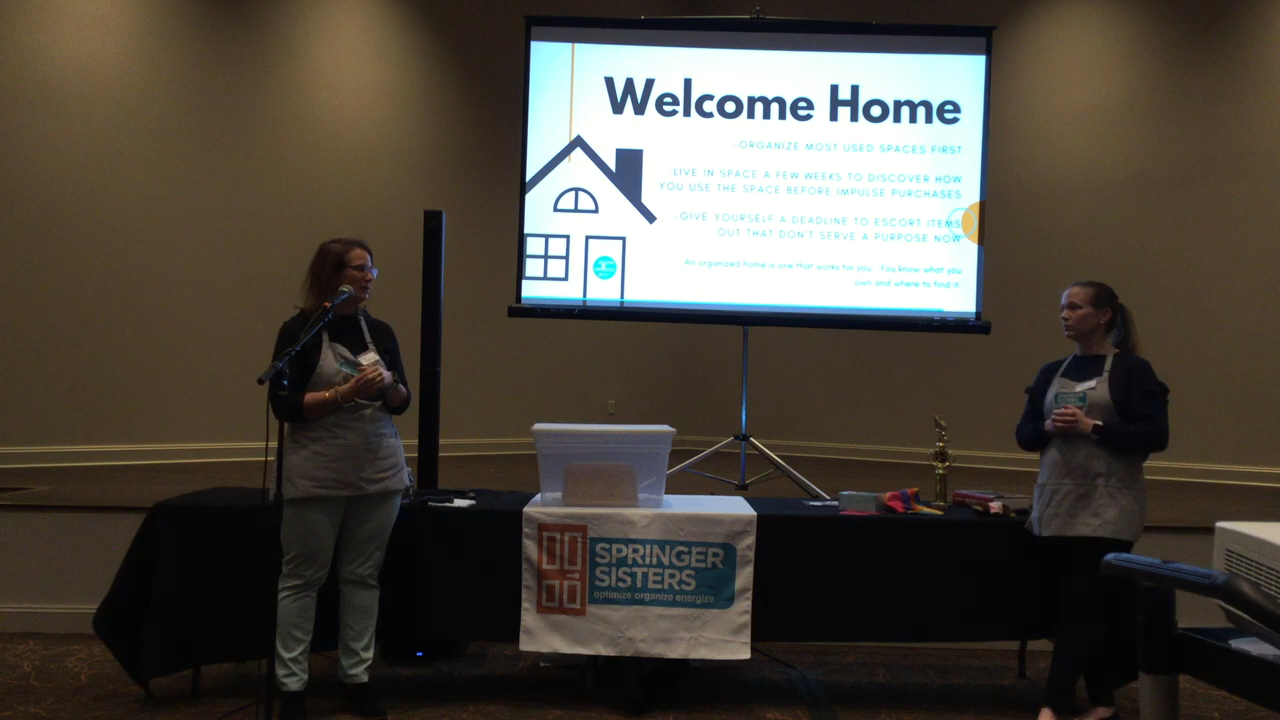 Welcome Home
-ORGANIZE MOST USED SPACES FIRST
-LIVE IN SPACE A FEW WEEKS TO DISCOVER HOW
YOU USE THE SPACE BEFORE IMPULSE PURCHASES
-GIVE YOURSELF A DEADLINE TO ESCORT ITEMS
OUT THAT DON'T SERVE A PURPOSE NOW
An organized home is one that works for you. You know what you
own and where to find it.
SPRINGER
SISTERS
optimize organize energize